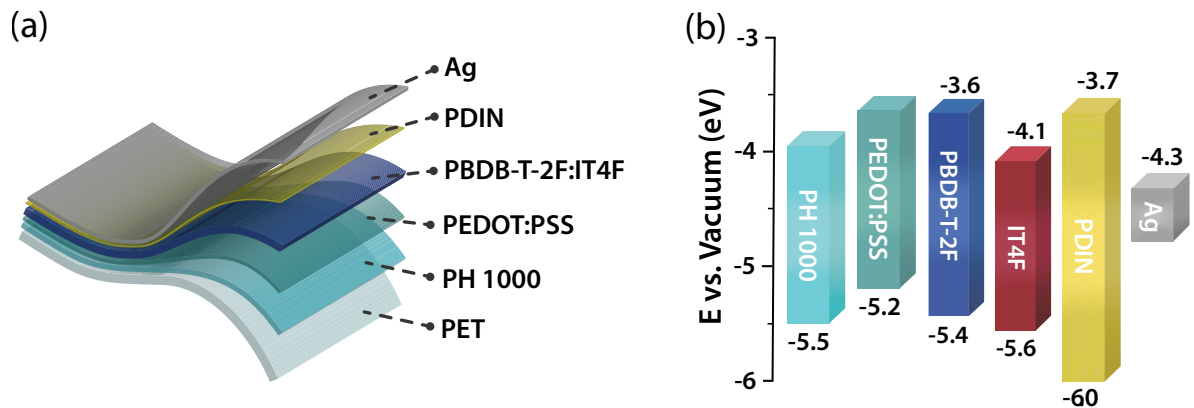 (a)
Ag
PDIN
PBDB-T-2F:IT4F
PEDOT:PSS
PH 1000
PET
(b)
E vs. Vacuum (eV)
-3
-4
-5
-6
PH 1000
-5.5
PEDOT:PSS
-5.2
-3.6
PBDB-T-2F
-5.4
-4.1
IT4F
-5.6
-3.7
PDIN
-60
-4.3
Ag